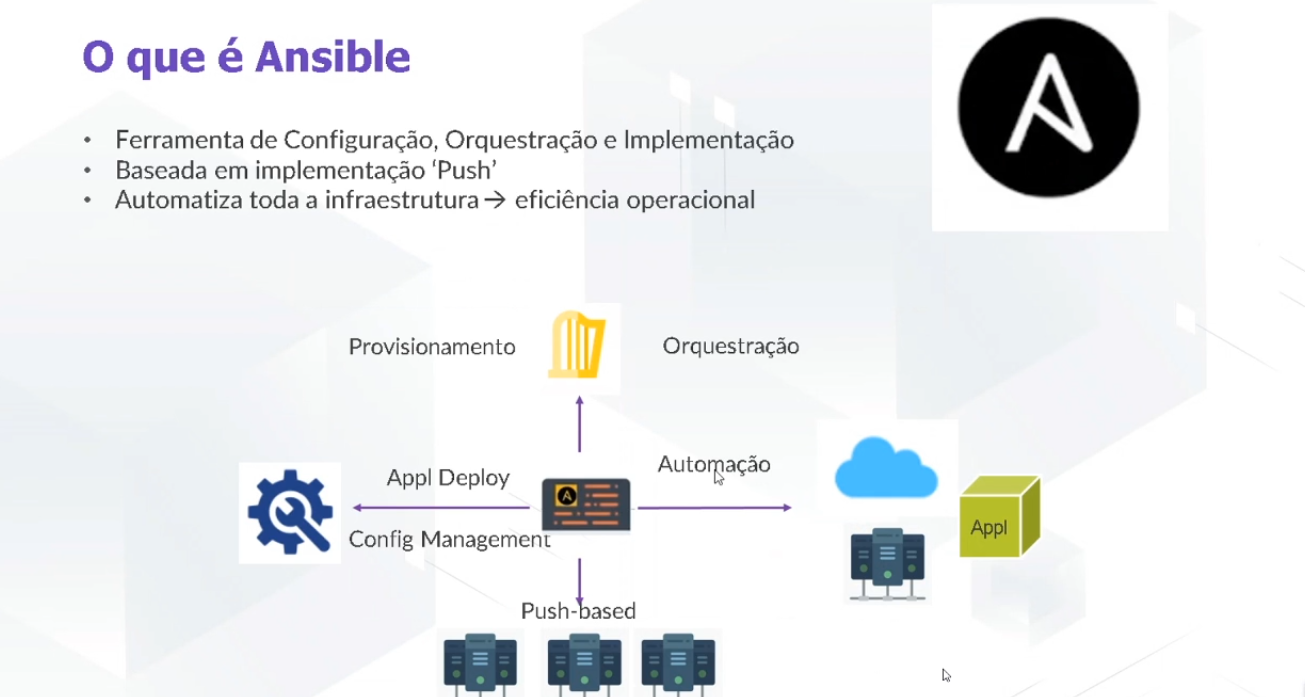 O que é Ansible
• Ferramenta de Configuração, Orquestração e Implementação
• Baseada em implementação ‘Push’
• Automatiza toda a infraestrutura → eficiência operacional
Provisionamento
Orquestração
Appl Deploy
Automação
Config Management
Appl
Push-based